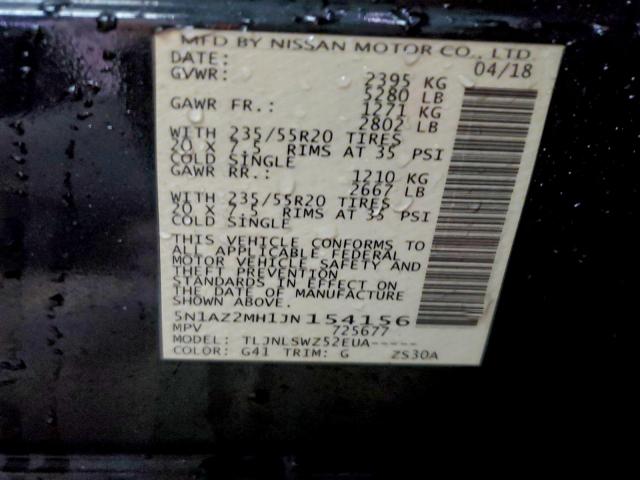 MFD BY NISSAN MOTOR CO., LTD.
DATE: 04/18
GVWR: 2395 KG
5280 LB
GAWR FR.: 1271 KG
2802 LB
WITH 235/55R20 TIRES
20 X 7.5 RIMS AT 35 PSI
COLD SINGLE
GAWR RR.: 1210 KG
2667 LB
WITH 235/55R20 TIRES
20 X 7.5 RIMS AT 35 PSI
COLD SINGLE
THIS VEHICLE CONFORMS TO
ALL APPLICABLE FEDERAL
MOTOR VEHICLE SAFETY AND
THEFT PREVENTION
STANDARDS IN EFFECT ON
THE DATE OF MANUFACTURE
SHOWN ABOVE.
5N1AZ2MH1JN154156
MPV 725677
MODEL: TLJNLSWZ52EUA-----
COLOR: G41 TRIM: G ZS30A